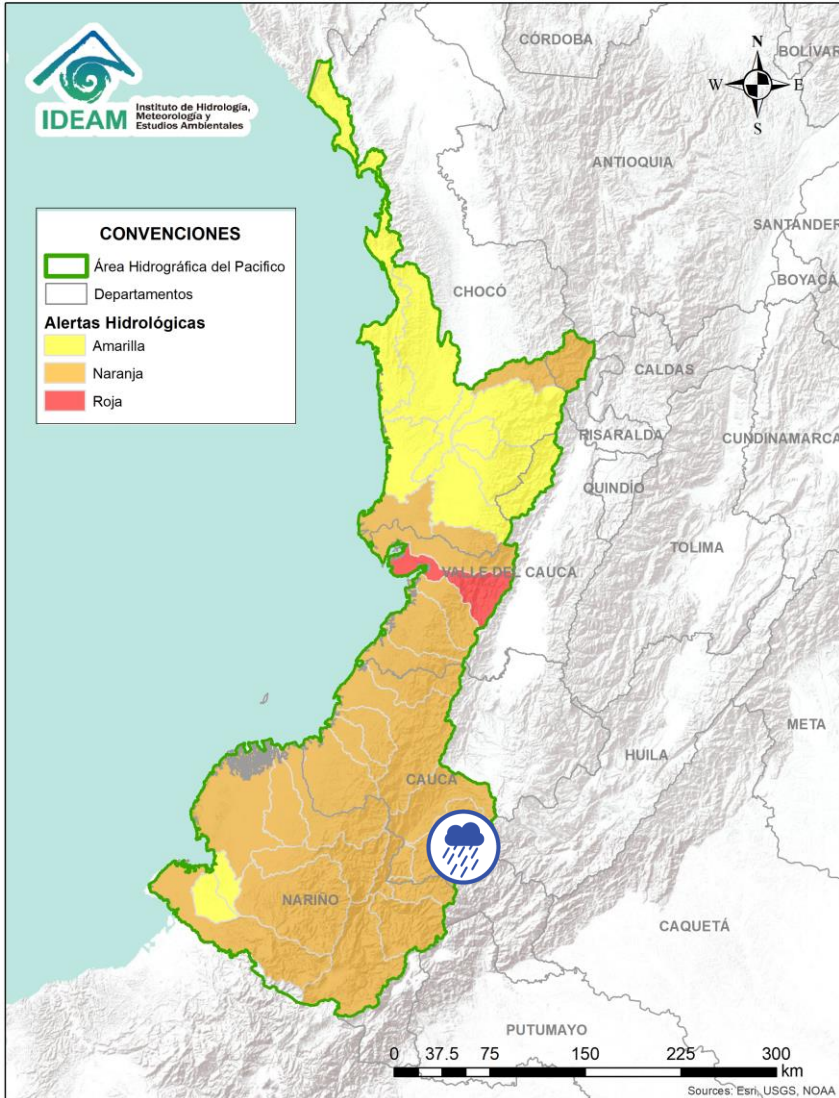 IDEAM
Instituto de Hidrología,
Meteorología y
Estudios Ambientales
CONVENCIONES
Área Hidrográfica del Pacifico
Departamentos
Alertas Hidrológicas
Amarilla
Naranja
Roja
N
W
E
S
CÓRDOBA
BOLÍVAR
ANTIOQUIA
SANTANDER
BOYACÁ
CHOCÓ
CALDAS
RISARALDA
CUNDINAMARCA
QUINDÍO
TOLIMA
VALLE DEL CAUCA
META
HUILA
CAUCA
NARIÑO
CAQUETÁ
PUTUMAYO
0 37.5 75 150 225 300
km
Sources: Esri, USGS, NOAA